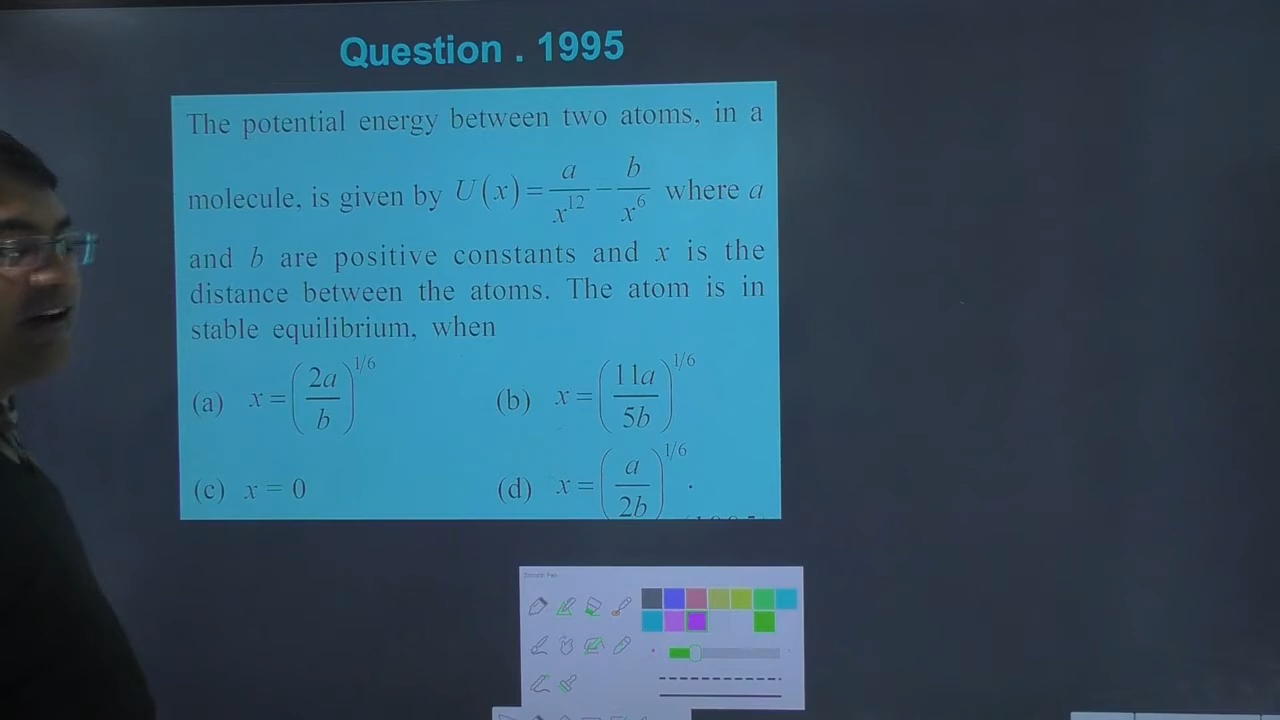 Question . 1995
The potential energy between two atoms, in a
molecule, is given by U(x) = a/x^12 − b/x^6 where a
and b are positive constants and x is the
distance between the atoms. The atom is in
stable equilibrium, when
(a) x = (2a/b)^1/6 (b) x = (11a/5b)^1/6
(c) x = 0 (d) x = (a/2b)^1/6 .